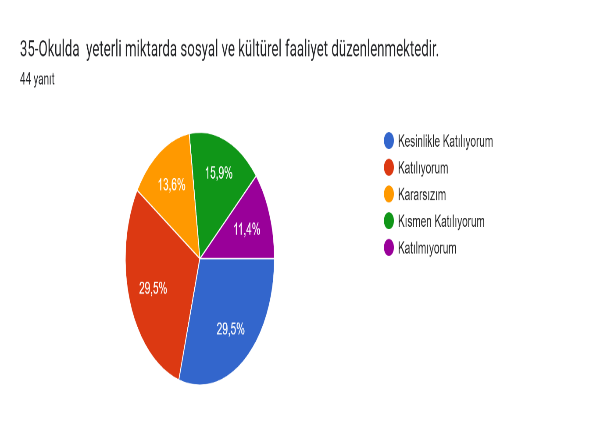 35-Okulda yeterli miktarda sosyal ve kültürel faaliyet düzenlenmektedir.
44 yanıt
Kesinlikle Katılıyorum
Katılıyorum
Kararsızım
Kısmen Katılıyorum
Katılmıyorum
15,9%
13,6%
11,4%
29,5%
29,5%